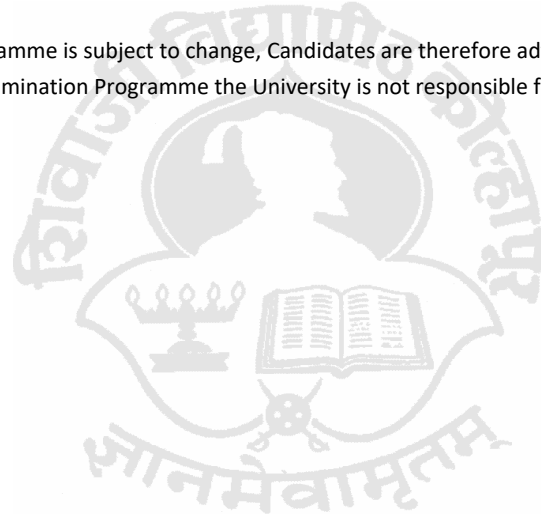 amme is subject to change, Candidates are therefore ad
mination Programme the University is not responsible f
शिवाजी विद्यापीठ कोल्हापूर
ज्ञानमेवामृतम्